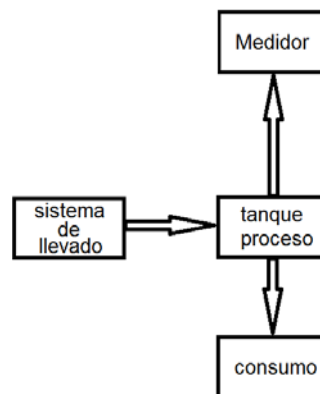 Medidor
sistema
de
llevado
tanque
proceso
consumo